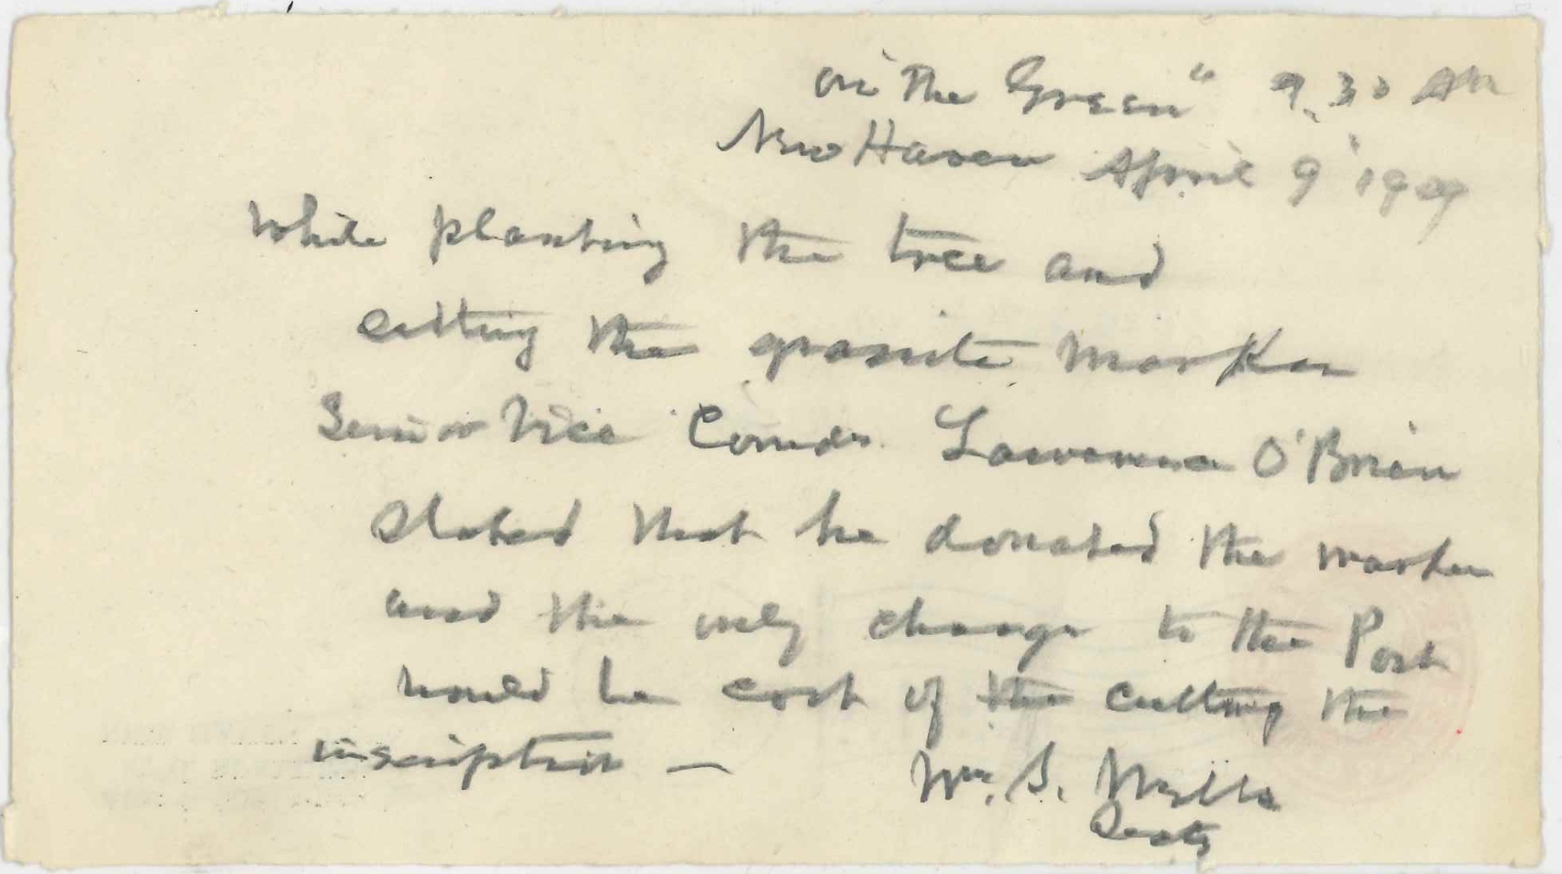 on "The Green" 9.30 AM
New Haven April 9' 1909
While planting the tree and
setting the granite marker
Senior Vice Comdr. Lawrence O'Brien
stated that he donated the marker
and the only charge to the Post
would be cost of the cutting the
inscription —
Wm. S. Wells